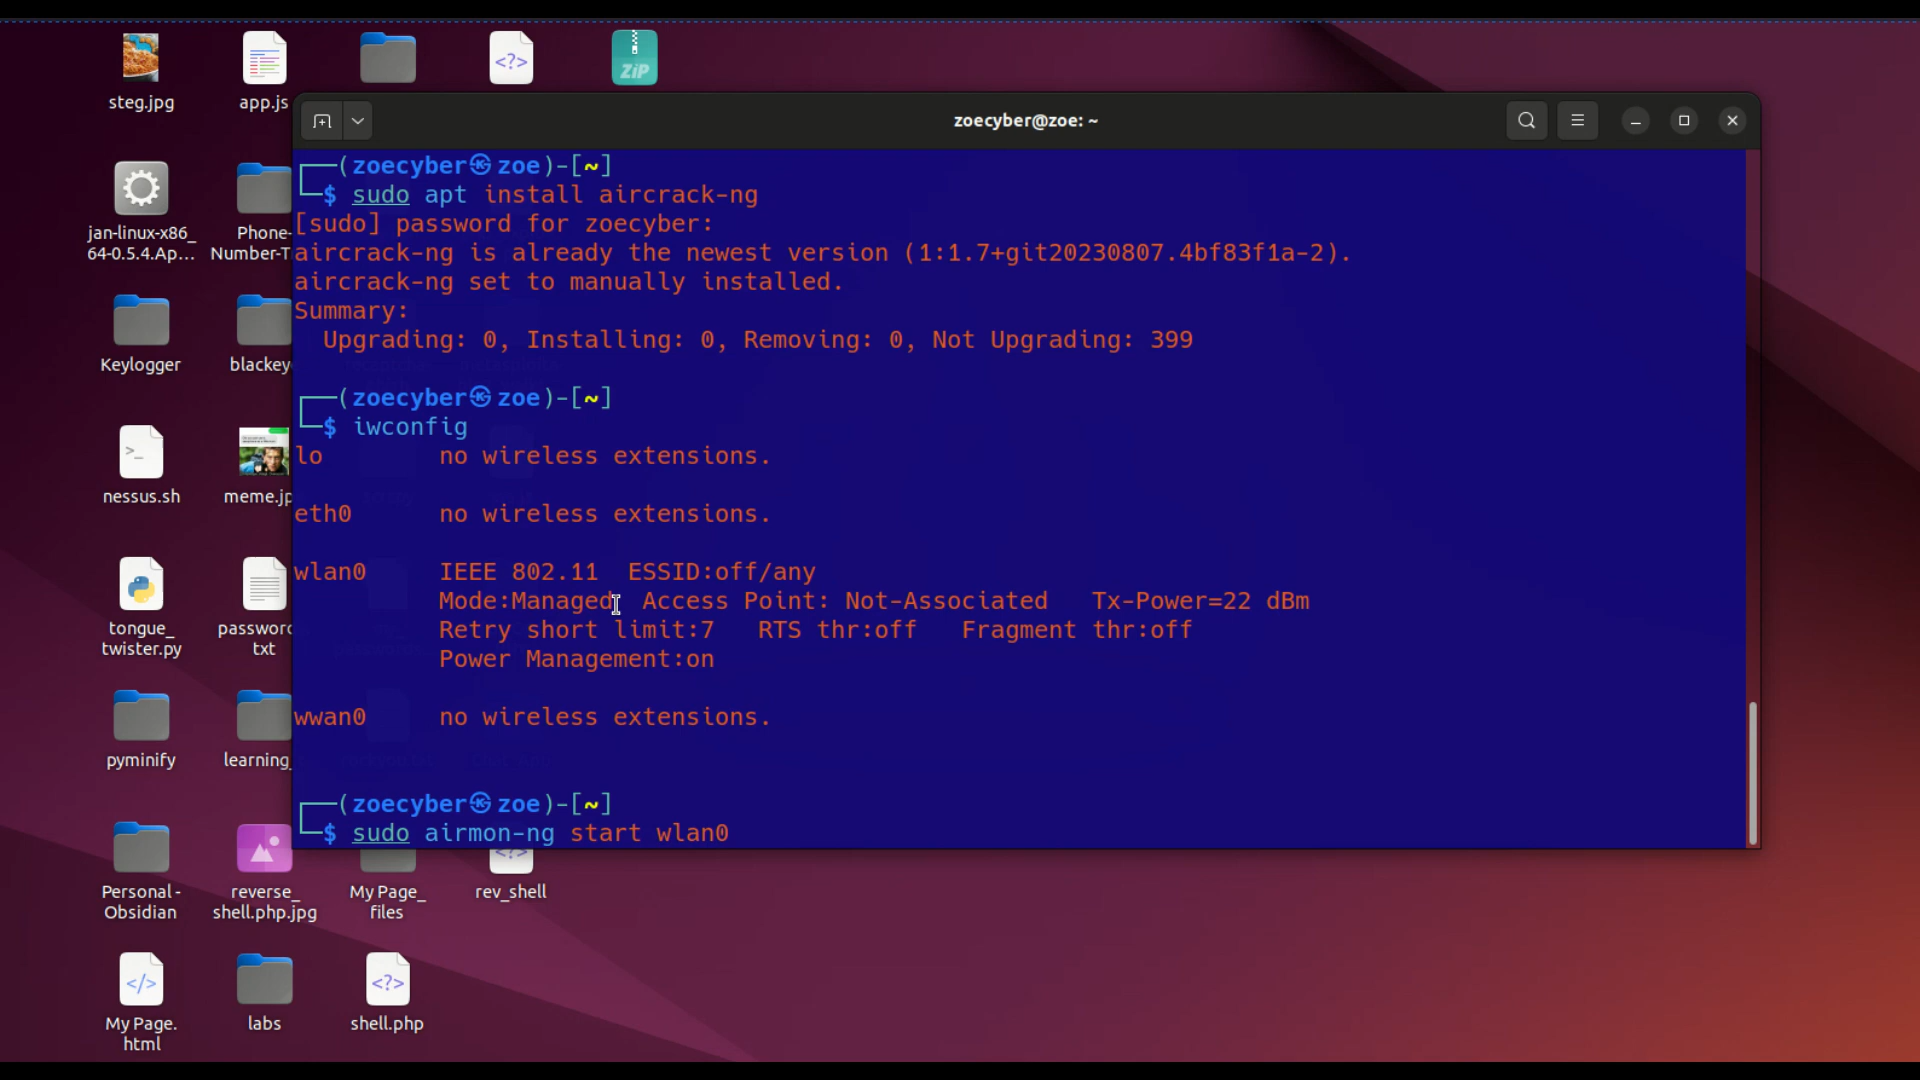 steg.jpg
app.js
<?>
ZiP
zoecyber@zoe: ~
jan-linux-x86_
64-0.5.4.Ap...
Phone-
Number-T
Keylogger
blackey
>_
nessus.sh
meme.jp
tongue_
twister.py
password
txt
pyminify
learning_
Personal -
Obsidian
reverse_
shell.php.jpg
My Page_
files
<?>
rev_shell
</>
My Page.
html
labs
<?>
shell.php
┌──(zoecyber㉿zoe)-[~]
└─$ sudo apt install aircrack-ng
[sudo] password for zoecyber:
aircrack-ng is already the newest version (1:1.7+git20230807.4bf83f1a-2).
aircrack-ng set to manually installed.
Summary:
  Upgrading: 0, Installing: 0, Removing: 0, Not Upgrading: 399
┌──(zoecyber㉿zoe)-[~]
└─$ iwconfig
lo        no wireless extensions.
eth0      no wireless extensions.
wlan0     IEEE 802.11  ESSID:off/any
          Mode:Managed  Access Point: Not-Associated   Tx-Power=22 dBm
          Retry short limit:7   RTS thr:off   Fragment thr:off
          Power Management:on
wwan0     no wireless extensions.
┌──(zoecyber㉿zoe)-[~]
└─$ sudo airmon-ng start wlan0